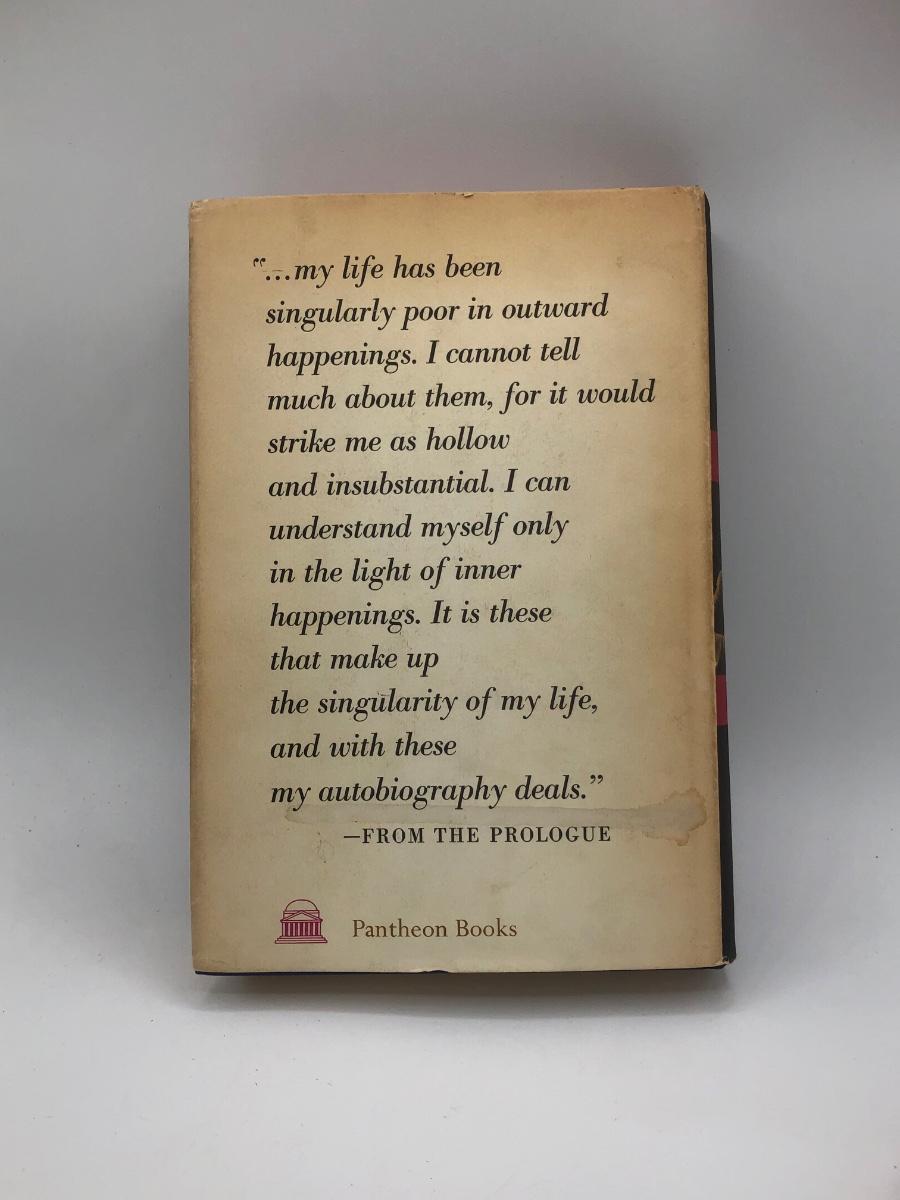 “...my life has been
singularly poor in outward
happenings. I cannot tell
much about them, for it would
strike me as hollow
and insubstantial. I can
understand myself only
in the light of inner
happenings. It is these
that make up
the singularity of my life,
and with these
my autobiography deals.”
—FROM THE PROLOGUE
Pantheon Books